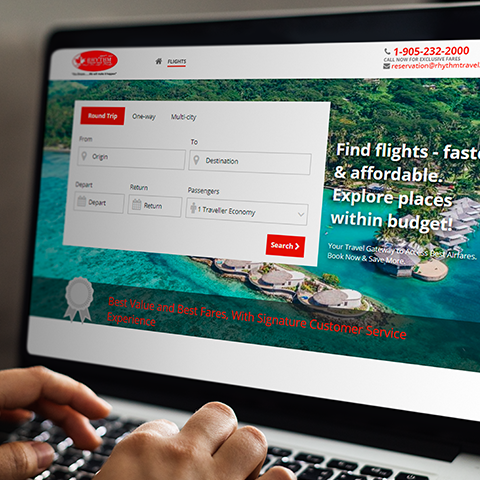 RHYTHM
FLIGHTS
1-905-232-2000
CALL NOW FOR EXCLUSIVE FARES
reservation@rhythmtravel
Round Trip
One-way
Multi-city
From
To
Origin
Destination
Depart
Return
Passengers
Depart
Return
1 Traveller Economy
Search
Find flights - faste
& affordable.
Explore places
within budget!
Your Travel Gateway to Access Best Airfares.
Book Now & Save More.
Best Value and Best Fares, With Signature Customer Service
Experience